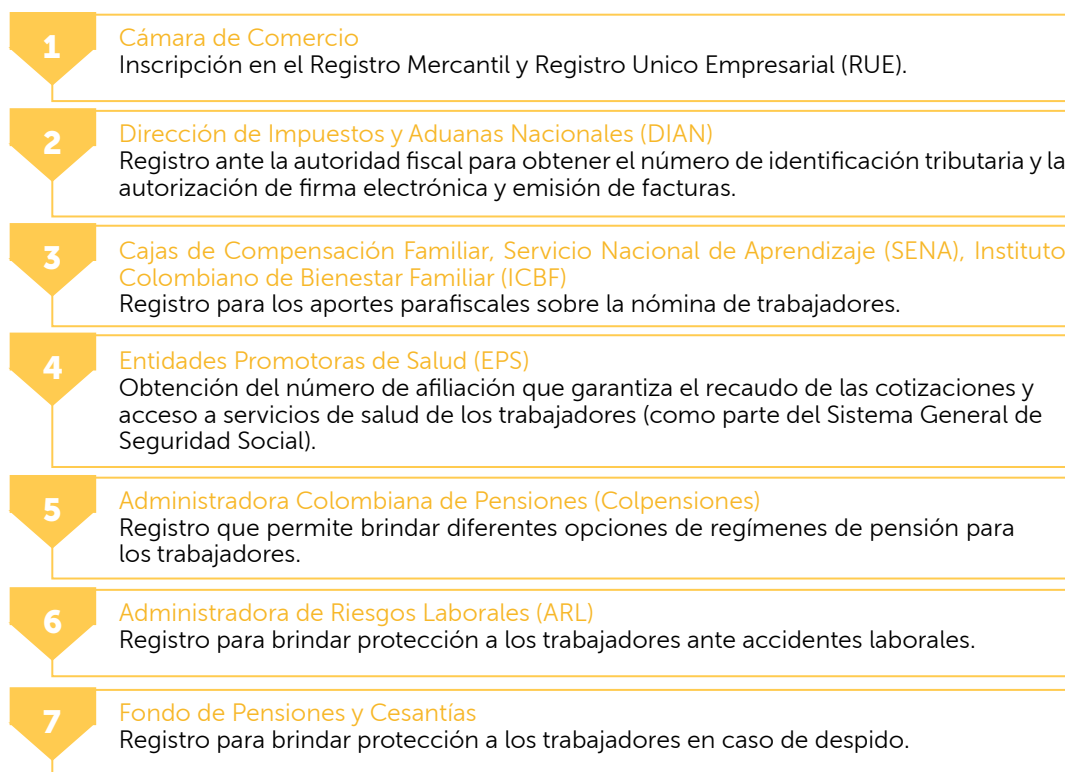 1
Cámara de Comercio
Inscripción en el Registro Mercantil y Registro Unico Empresarial (RUE).
2
Dirección de Impuestos y Aduanas Nacionales (DIAN)
Registro ante la autoridad fiscal para obtener el número de identificación tributaria y la
autorización de firma electrónica y emisión de facturas.
3
Cajas de Compensación Familiar, Servicio Nacional de Aprendizaje (SENA), Instituto
Colombiano de Bienestar Familiar (ICBF)
Registro para los aportes parafiscales sobre la nómina de trabajadores.
4
Entidades Promotoras de Salud (EPS)
Obtención del número de afiliación que garantiza el recaudo de las cotizaciones y
acceso a servicios de salud de los trabajadores (como parte del Sistema General de
Seguridad Social).
5
Administradora Colombiana de Pensiones (Colpensiones)
Registro que permite brindar diferentes opciones de regímenes de pensión para
los trabajadores.
6
Administradora de Riesgos Laborales (ARL)
Registro para brindar protección a los trabajadores ante accidentes laborales.
7
Fondo de Pensiones y Cesantías
Registro para brindar protección a los trabajadores en caso de despido.